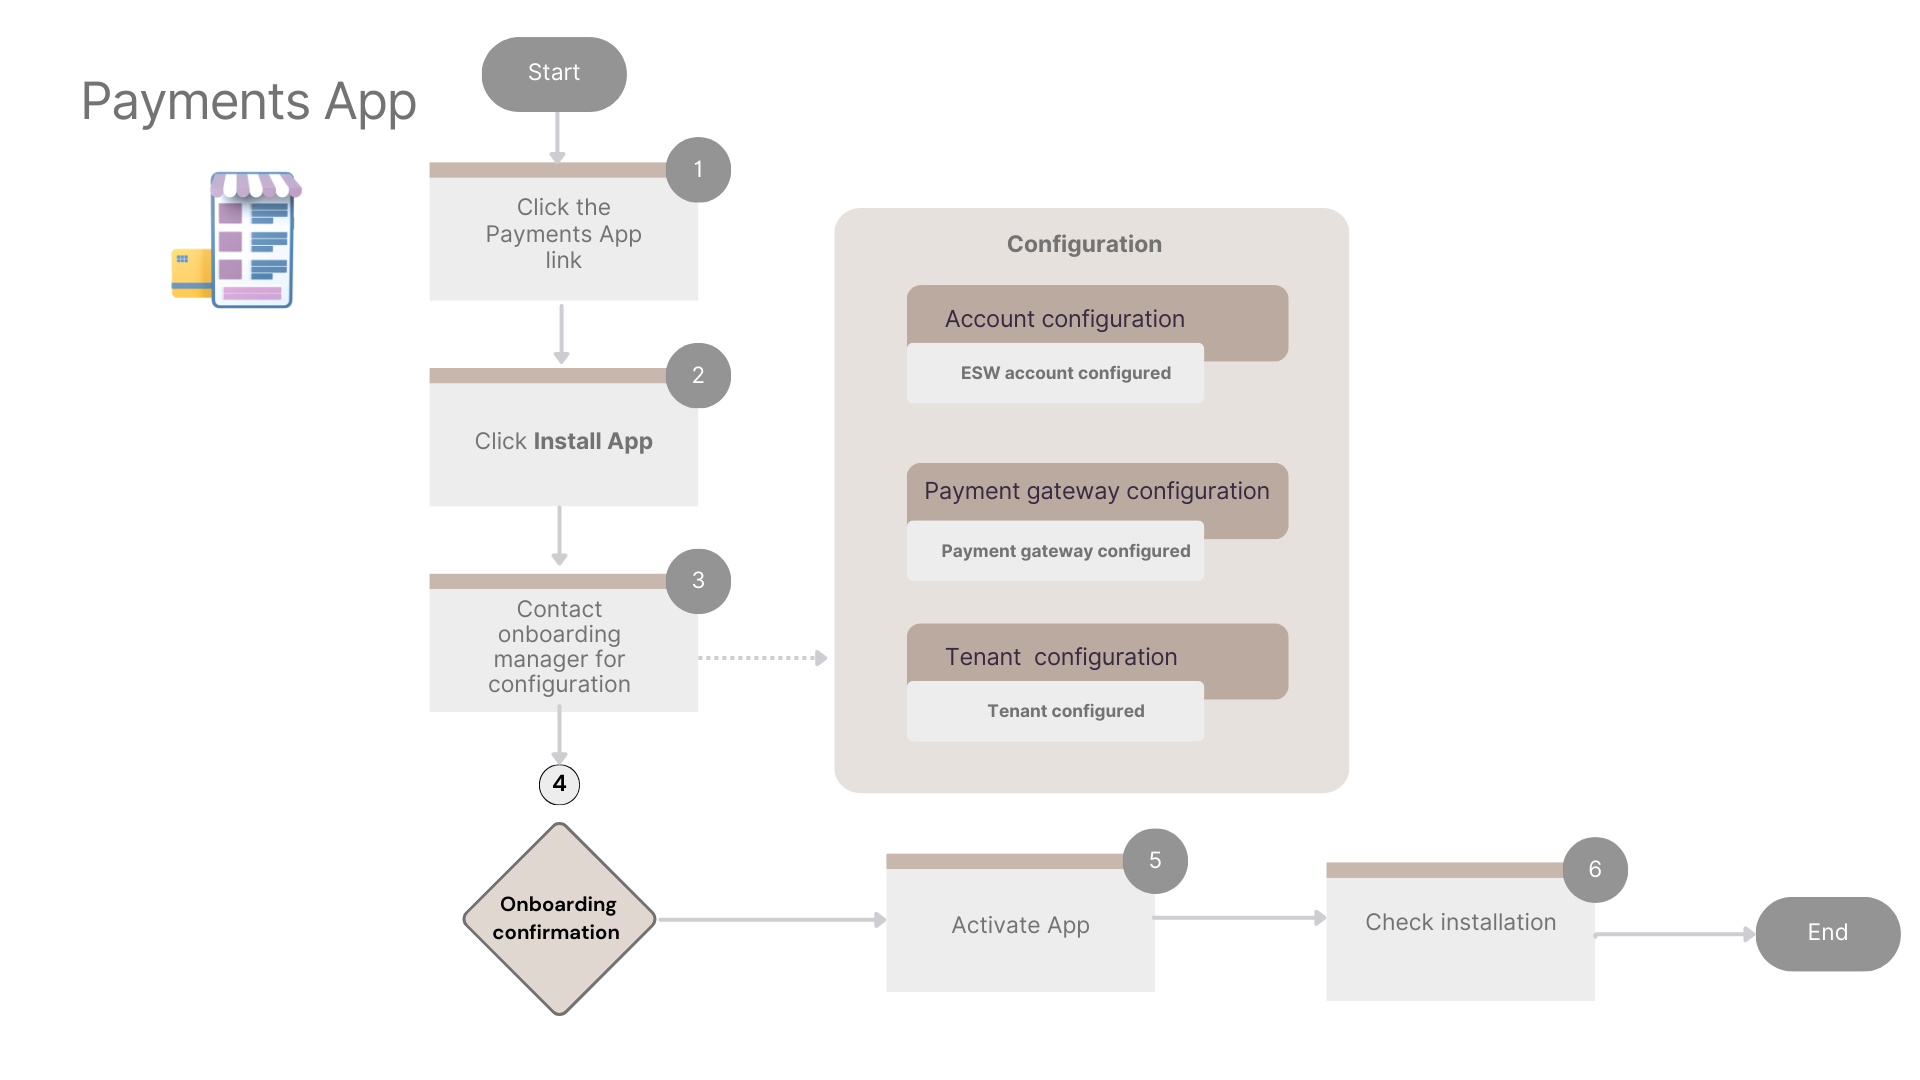 Payments App
Start
1
Click the
Payments App
link
2
Click Install App
3
Contact
onboarding
manager for
configuration
Configuration
Account configuration
ESW account configured
Payment gateway configuration
Payment gateway configured
Tenant  configuration
Tenant configured
4
Onboarding
confirmation
5
Activate App
6
Check installation
End